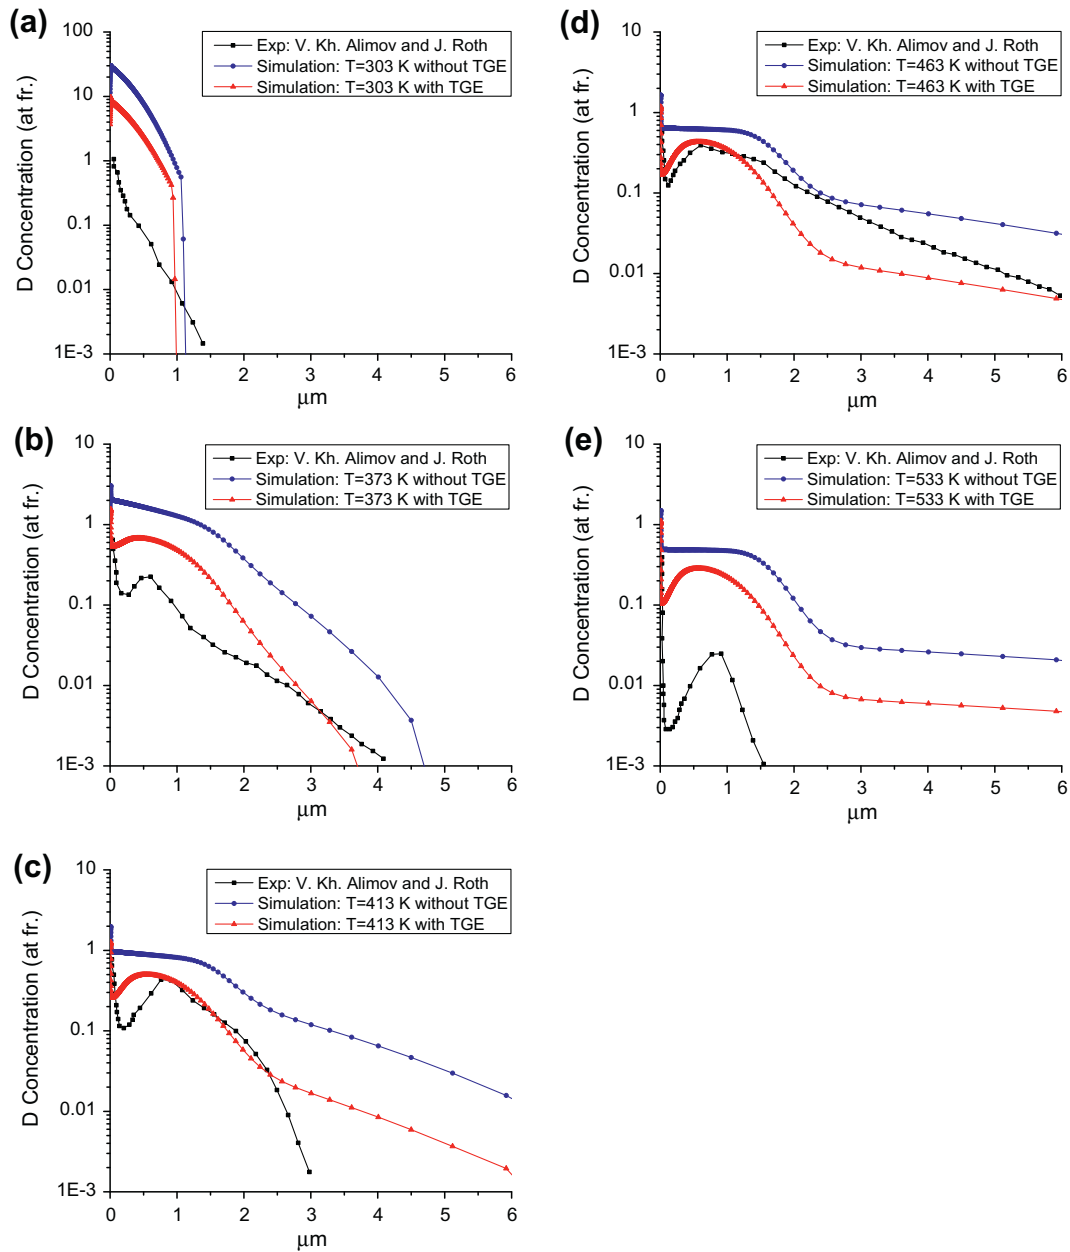 (a)
100
10
1
0.1
0.01
1E-3
D Concentration (at fr.)
Exp: V. Kh. Alimov and J. Roth
Simulation: T=303 K without TGE
Simulation: T=303 K with TGE
0 1 2 3 4 5 6
μm
(b)
10
1
0.1
0.01
1E-3
D Concentration (at fr.)
Exp: V. Kh. Alimov and J. Roth
Simulation: T=373 K without TGE
Simulation: T=373 K with TGE
0 1 2 3 4 5 6
μm
(c)
10
1
0.1
0.01
1E-3
D Concentration (at fr.)
Exp: V. Kh. Alimov and J. Roth
Simulation: T=413 K without TGE
Simulation: T=413 K with TGE
0 1 2 3 4 5 6
μm
(d)
10
1
0.1
0.01
1E-3
D Concentration (at fr.)
Exp: V. Kh. Alimov and J. Roth
Simulation: T=463 K without TGE
Simulation: T=463 K with TGE
0 1 2 3 4 5 6
μm
(e)
10
1
0.1
0.01
1E-3
D Concentration (at fr.)
Exp: V. Kh. Alimov and J. Roth
Simulation: T=533 K without TGE
Simulation: T=533 K with TGE
0 1 2 3 4 5 6
μm